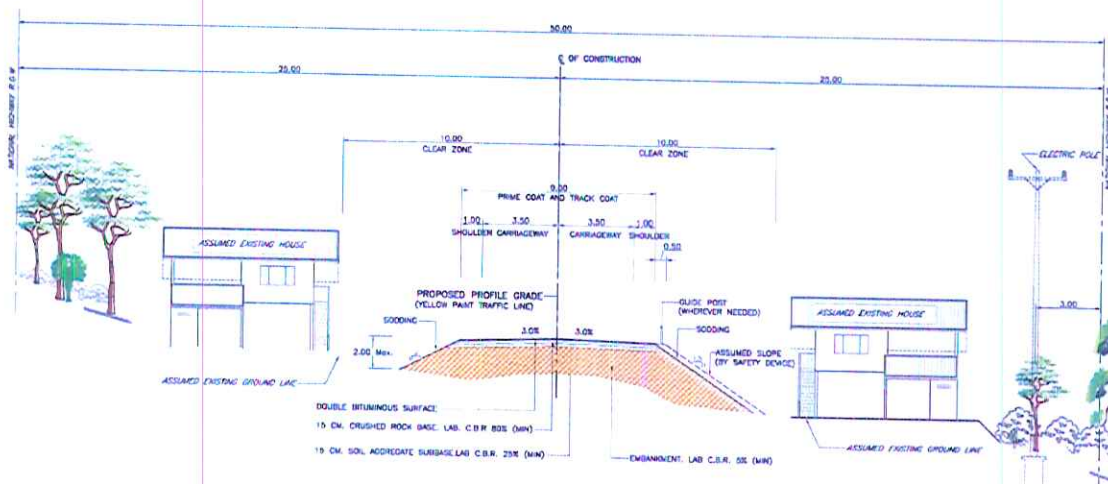 50.00
℄ OF CONSTRUCTION
25.00
25.00
NATIONAL HIGHWAY R.O.W
10.00
CLEAR ZONE
10.00
CLEAR ZONE
ELECTRIC POLE
9.00
PRIME COAT AND TRACK COAT
1.00
3.50
3.50
1.00
SHOULDER
CARRIAGEWAY
CARRIAGEWAY
SHOULDER
0.50
ASSUMED EXISTING HOUSE
PROPOSED PROFILE GRADE
(YELLOW PAINT TRAFFIC LINE)
GUIDE POST
(WHEREVER NEEDED)
ASSUMED EXISTING HOUSE
3.00
SODDING
3.0%
3.0%
SODDING
2.00 Max.
ASSUMED SLOPE
(BY SAFETY DEVICE)
ASSUMED EXISTING GROUND LINE
DOUBLE BITUMINOUS SURFACE
15 CM. CRUSHED ROCK BASE. LAB. C.B.R 80% (MIN)
15 CM. SOIL AGGREGATE SUBBASE.LAB C.B.R. 25% (MIN)
EMBANKMENT. LAB C.B.R. 5% (MIN)
ASSUMED EXISTING GROUND LINE